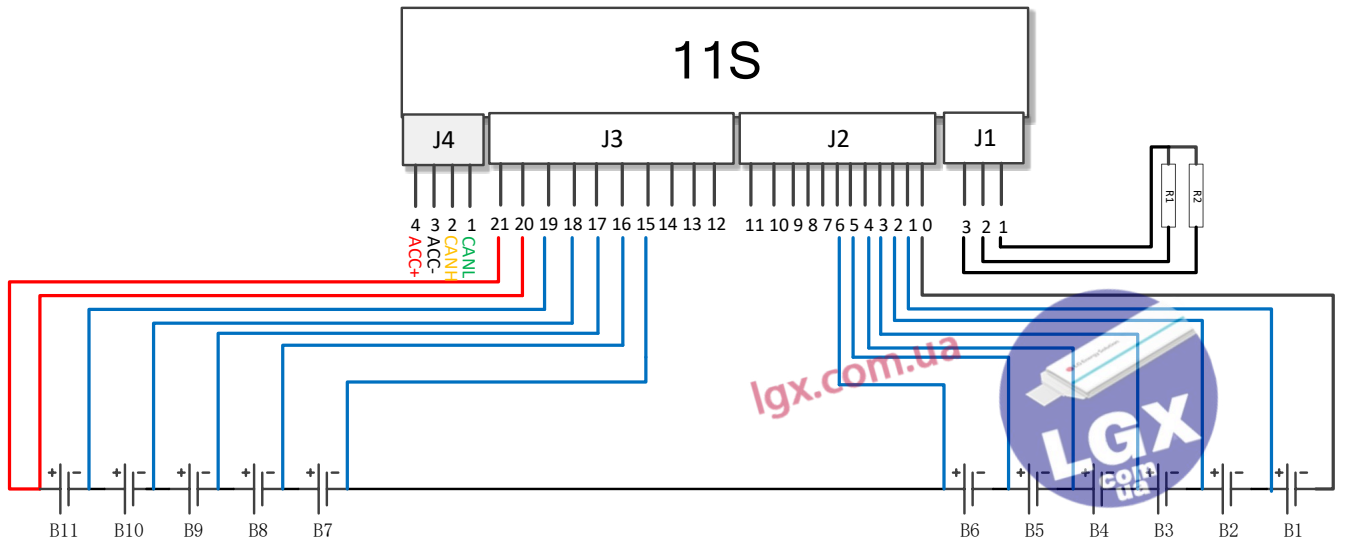 11S
J4 J3 J2 J1
4 3 2 1 21 20 19 18 17 16 15 14 13 12 11 10 9 8 7 6 5 4 3 2 1 0 3 2 1
ACC+ ACC- CANH CANL
R1 R2
lgx.com.ua
LGX
com
ua
+ - + - + - + - + - + - + - + - + - + - + -
B11 B10 B9 B8 B7 B6 B5 B4 B3 B2 B1